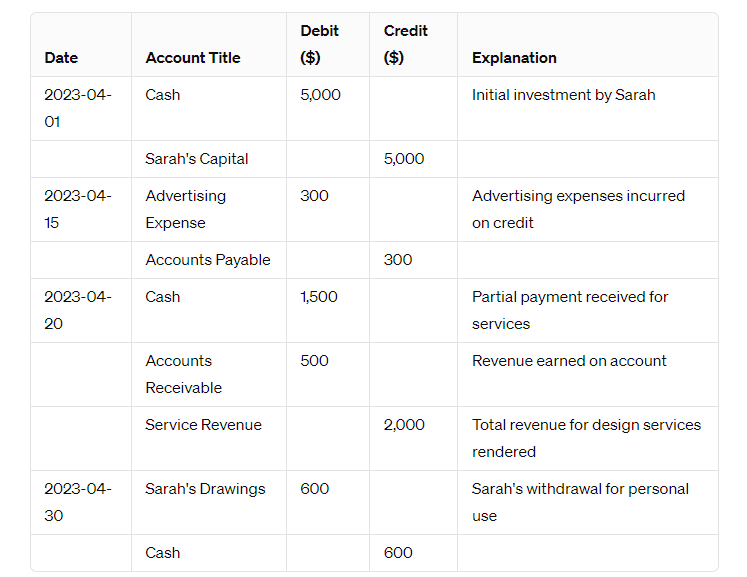 Date Account Title Debit ($) Credit ($) Explanation
2023-04-01 Cash 5,000 Initial investment by Sarah
Sarah's Capital 5,000
2023-04-15 Advertising Expense 300 Advertising expenses incurred on credit
Accounts Payable 300
2023-04-20 Cash 1,500 Partial payment received for services
Accounts Receivable 500 Revenue earned on account
Service Revenue 2,000 Total revenue for design services rendered
2023-04-30 Sarah's Drawings 600 Sarah's withdrawal for personal use
Cash 600